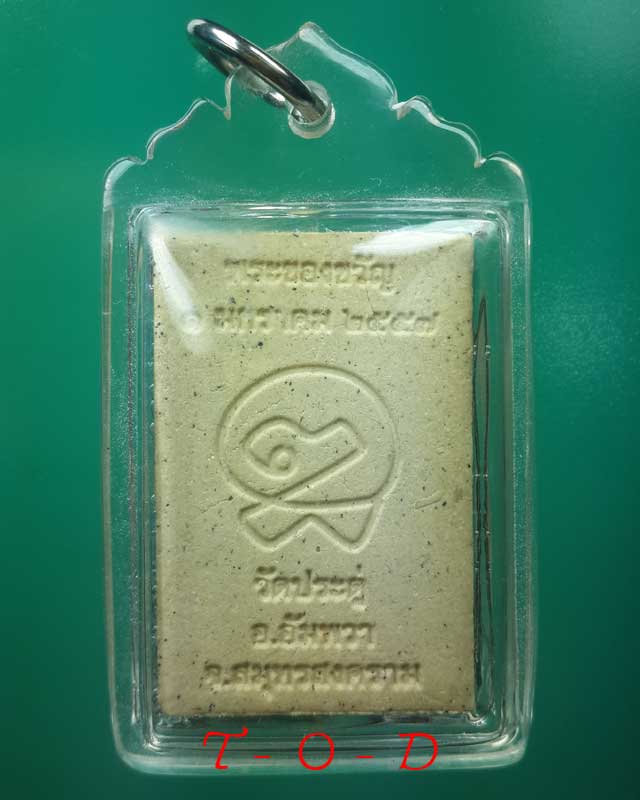 พระของขวัญ
๑ มกราคม ๒๕๕๗
วัดประดู่
อ.อัมพวา
จ.สมุทรสงคราม
T - O - D